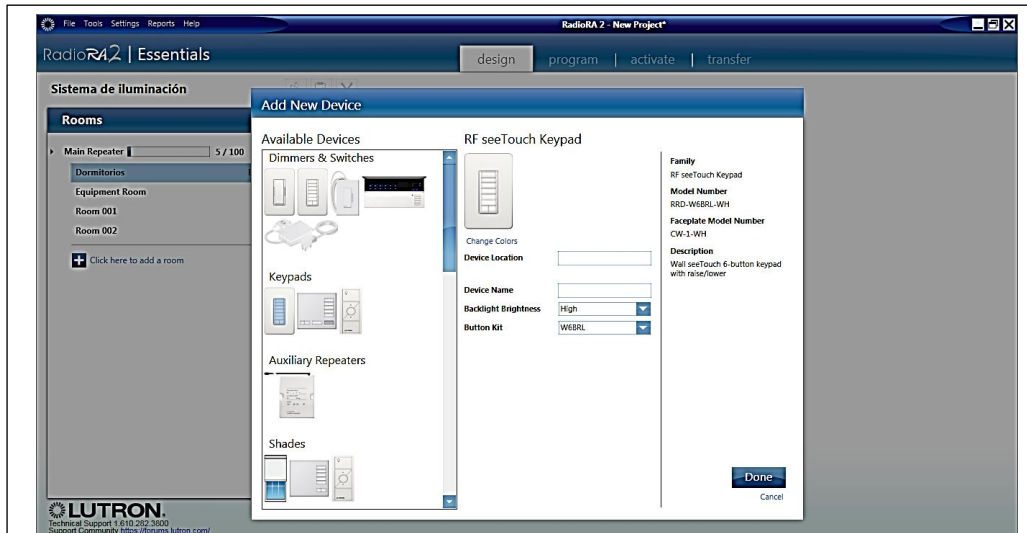 File Tools Settings Reports Help
RadioRA 2 - New Project*
RadioRA2 | Essentials
design program | activate | transfer
Sistema de iluminación
Rooms
Main Repeater 5 / 100
Dormitorios
Equipment Room
Room 001
Room 002
Click here to add a room
Add New Device
Available Devices
Dimmers & Switches
Keypads
Auxiliary Repeaters
Shades
RF seeTouch Keypad
Change Colors
Device Location
Device Name
Backlight Brightness High
Button Kit W6BRL
Family
RF seeTouch Keypad
Model Number
RRD-W6BRL-WH
Faceplate Model Number
CW-1-WH
Description
Wall seeTouch 6-button keypad
with raise/lower
Done
Cancel
LUTRON.
Technical Support 1.610.282.3800
Support Community https://forums.lutron.com/